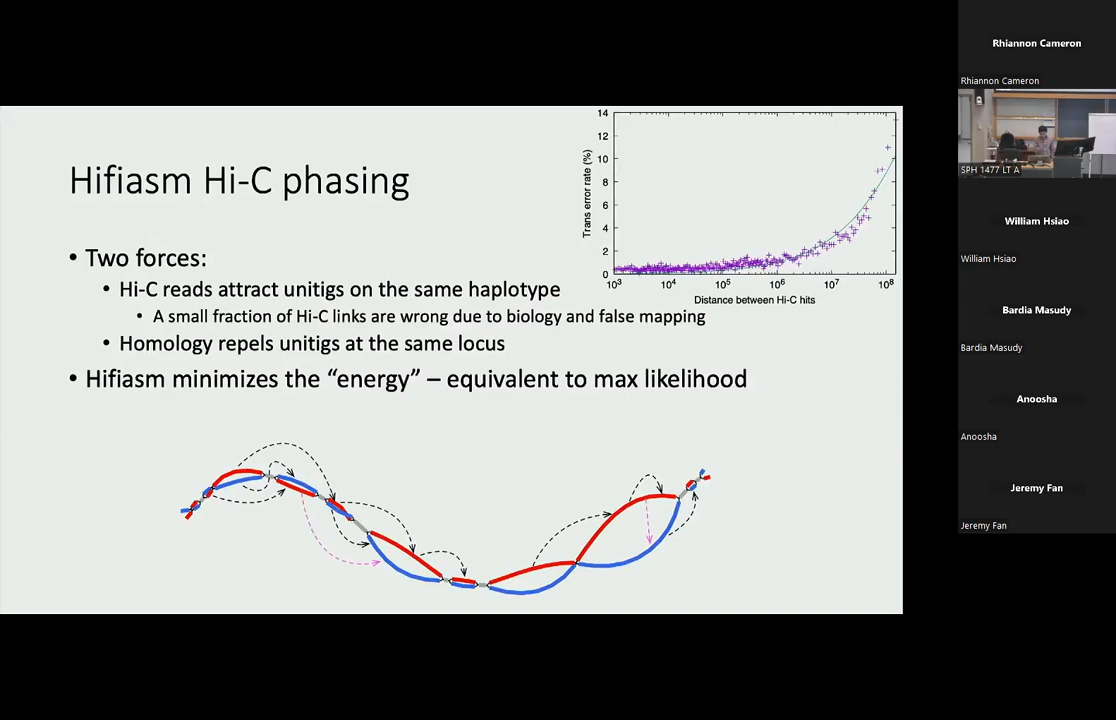 Hifiasm Hi-C phasing
• Two forces:
• Hi-C reads attract unitigs on the same haplotype
• A small fraction of Hi-C links are wrong due to biology and false mapping
• Homology repels unitigs at the same locus
• Hifiasm minimizes the “energy” – equivalent to max likelihood
Trans error rate (%)
14
12
10
8
6
4
2
0
10³ 10⁴ 10⁵ 10⁶ 10⁷ 10⁸
Distance between Hi-C hits
Rhiannon Cameron
Rhiannon Cameron
SPH 1477 LT A
William Hsiao
William Hsiao
Bardia Masudy
Bardia Masudy
Anoosha
Anoosha
Jeremy Fan
Jeremy Fan